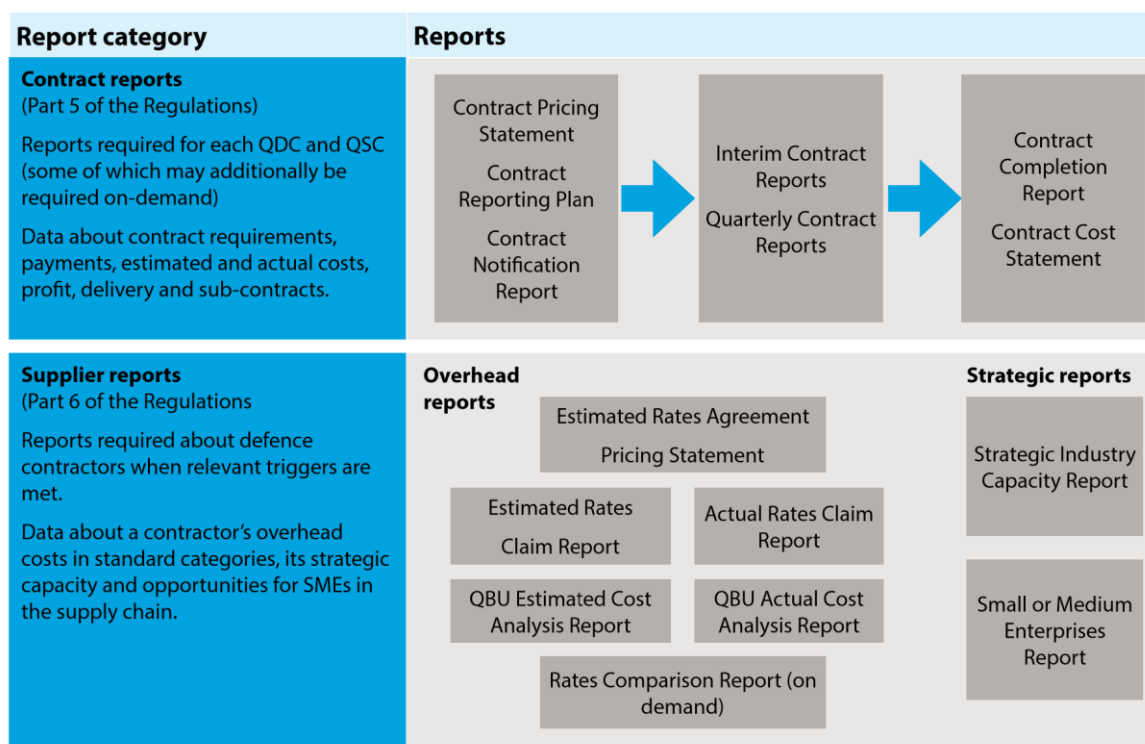 Report category
Reports
Contract reports
(Part 5 of the Regulations)
Reports required for each QDC and QSC
(some of which may additionally be
required on-demand)
Data about contract requirements,
payments, estimated and actual costs,
profit, delivery and sub-contracts.
Contract Pricing
Statement
Contract
Reporting Plan
Contract
Notification
Report
Interim Contract
Reports
Quarterly Contract
Reports
Contract
Completion
Report
Contract Cost
Statement
Supplier reports
(Part 6 of the Regulations
Reports required about defence
contractors when relevant triggers are
met.
Data about a contractor’s overhead
costs in standard categories, its strategic
capacity and opportunities for SMEs in
the supply chain.
Overhead
reports
Estimated Rates Agreement
Pricing Statement
Estimated Rates
Claim Report
Actual Rates Claim
Report
QBU Estimated Cost
Analysis Report
QBU Actual Cost
Analysis Report
Rates Comparison Report (on
demand)
Strategic reports
Strategic Industry
Capacity Report
Small or Medium
Enterprises
Report